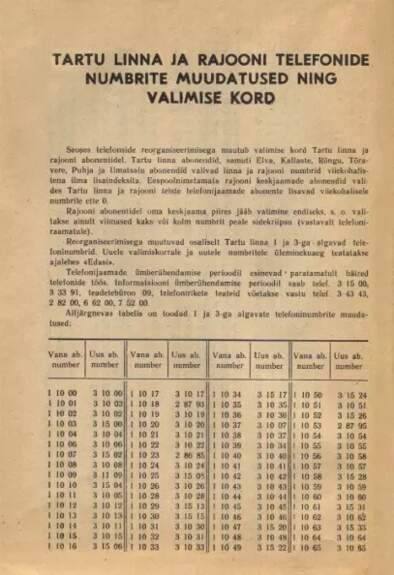 TARTU LINNA JA RAJOONI TELEFONIDE
NUMBRITE MUUDATUSED NING
VALIMISE KORD
Seoses telefonside reorganiseerimisega muutub valimise kord Tartu linna ja
rajooni abonentidel. Tartu linna abonendid, samuti Elva, Kallaste, Rõngu, Tõra-
vere, Puhja ja Ilmatsalu abonendid valivad linna ja rajooni numbrid viiekohalis-
tena ilma lisaindeksita. Eespoolnimetamata rajooni keskjaamade abonendid vali-
des Tartu linna ja rajooni teiste telefonijaamade abonente lisavad viiekohalisele
numbrile ette 0.
Rajooni abonentidel oma keskjaama piires jääb valimine endiseks, s. o. vali-
takse ainult viimased kaks või kolm numbrit peale sidekriipsu (vastavalt telefoni-
raamatule).
Reorganiseerimisega muutuvad osaliselt Tartu linna 1 ja 3-ga algavad tele-
foninumbrid. Uuele valimiskorrale ja uutele numbritele üleminekuaeg teatatakse
ajalehes «Edasi».
Telefonijaamade ümberühendamise perioodil esinevad paratamatult häired
telefonide töös. Informatsiooni ümberühendamise perioodil saab telef. 3 15 00,
3 33 91, teadetebüroo 09, telefonirikete teateid võetakse vastu telef. 3 43 43,
2 82 00, 6 62 00, 7 52 00.
Alljärgnevas tabelis on toodud 1 ja 3-ga algavate telefoninumbrite muuda-
tused:
Vana ab. number Uus ab. number Vana ab. number Uus ab. number Vana ab. number Uus ab. number Vana ab. number Uus ab. number
1 10 00 3 10 00 1 10 17 3 10 17 1 10 34 3 15 17 1 10 50 3 15 24
1 10 01 3 10 03 1 10 18 2 87 93 1 10 35 3 10 35 1 10 51 3 10 51
1 10 02 3 10 02 1 10 19 3 10 19 1 10 36 3 10 36 1 10 52 3 15 26
1 10 03 3 15 00 1 10 20 3 10 20 1 10 37 3 10 07 1 10 53 2 87 95
1 10 04 3 10 04 1 10 21 3 10 21 1 10 38 3 10 37 1 10 54 3 10 54
1 10 06 3 10 06 1 10 22 3 10 22 1 10 39 3 10 34 1 10 55 3 10 55
1 10 07 3 15 02 1 10 23 2 86 85 1 10 40 3 10 40 1 10 56 3 10 58
1 10 08 3 10 08 1 10 24 3 10 24 1 10 41 3 10 41 1 10 57 3 10 57
1 10 09 3 11 09 1 10 25 3 15 08 1 10 42 3 10 42 1 10 58 3 15 28
1 10 10 3 15 04 1 10 26 3 10 26 1 10 43 3 10 43 1 10 59 3 10 59
1 10 11 3 10 05 1 10 28 3 10 28 1 10 44 3 10 44 1 10 60 3 10 60
1 10 12 3 10 12 1 10 29 3 15 13 1 10 45 3 10 45 1 10 61 3 15 31
1 10 13 3 10 13 1 10 30 3 15 15 1 10 46 3 10 46 1 10 62 3 10 62
1 10 14 3 10 11 1 10 31 3 10 30 1 10 47 3 15 20 1 10 63 3 15 33
1 10 15 3 10 15 1 10 32 3 10 31 1 10 48 3 10 48 1 10 64 3 10 64
1 10 16 3 15 06 1 10 33 3 10 33 1 10 49 3 15 22 1 10 65 3 10 65